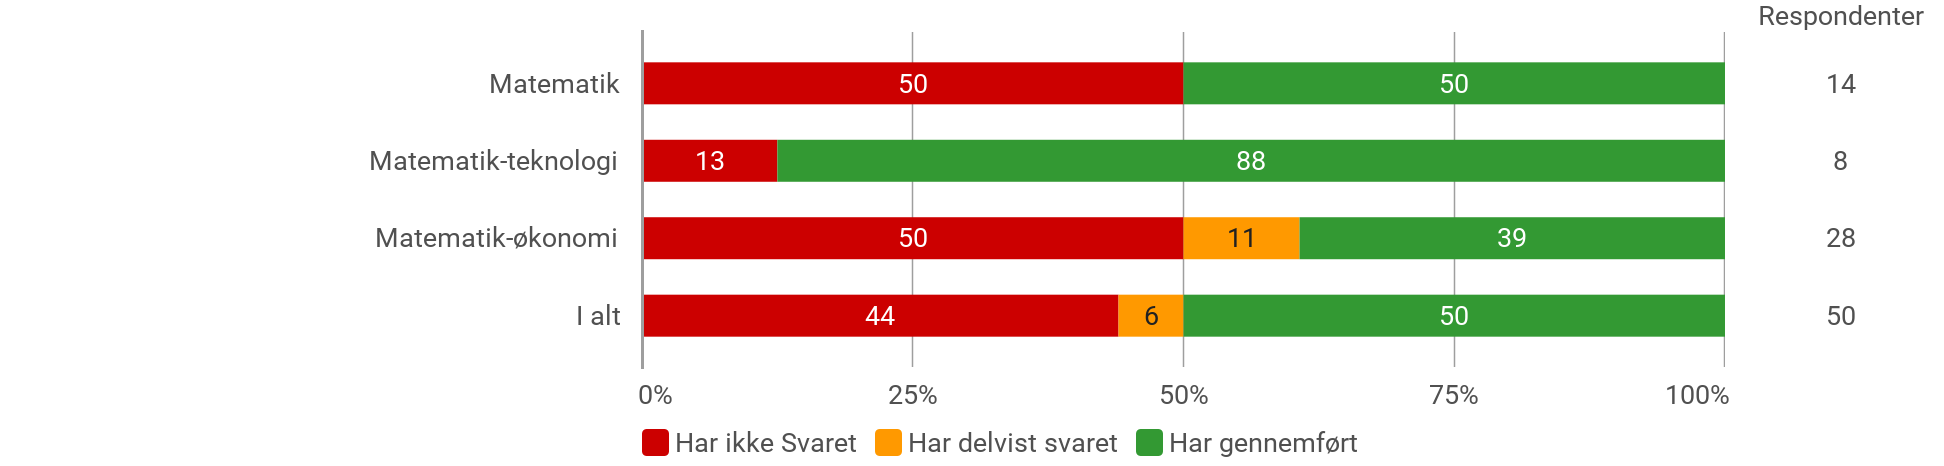 Respondenter
Matematik 50 50 14
Matematik-teknologi 13 88 8
Matematik-økonomi 50 11 39 28
I alt 44 6 50 50
0% 25% 50% 75% 100%
Har ikke Svaret Har delvist svaret Har gennemført